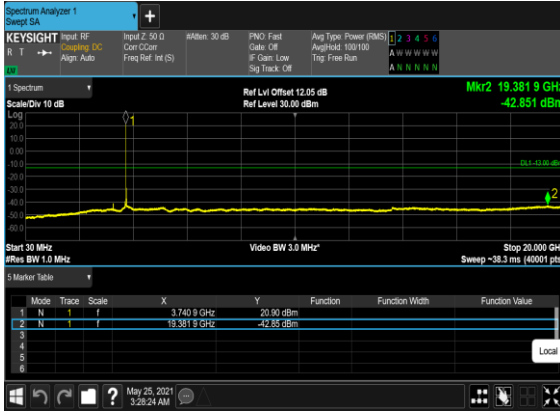 Spectrum Analyzer 1
Swept SA
+
KEYSIGHT Input: RF Input Z: 50 Ω #Atten: 30 dB PNO: Fast Avg Type: Power (RMS) 1 2 3 4 5 6
R T Coupling: DC Corr CCorr Gate: Off Avg|Hold: 100/100 A W W W W W
Align: Auto Freq Ref: Int (S) IF Gain: Low Trig: Free Run
Sig Track: Off A N N N N N
1 Spectrum
Ref Lvl Offset 12.05 dB Mkr2 19.381 9 GHz
Scale/Div 10 dB Ref Level 30.00 dBm -42.851 dBm
Log
20.0
10.0
0.00
-10.0
-20.0
-30.0
-40.0
-50.0
-60.0
1
DL1 -13.00 dBm
2
Start 30 MHz Video BW 3.0 MHz* Stop 20.000 GHz
#Res BW 1.0 MHz Sweep ~38.3 ms (40001 pts)
5 Marker Table
Mode Trace Scale X Y Function Function Width Function Value
1 N 1 f 3.740 9 GHz 20.90 dBm
2 N 1 f 19.381 9 GHz -42.85 dBm
3
4
5
6
Local
? May 25, 2021
3:28:24 AM